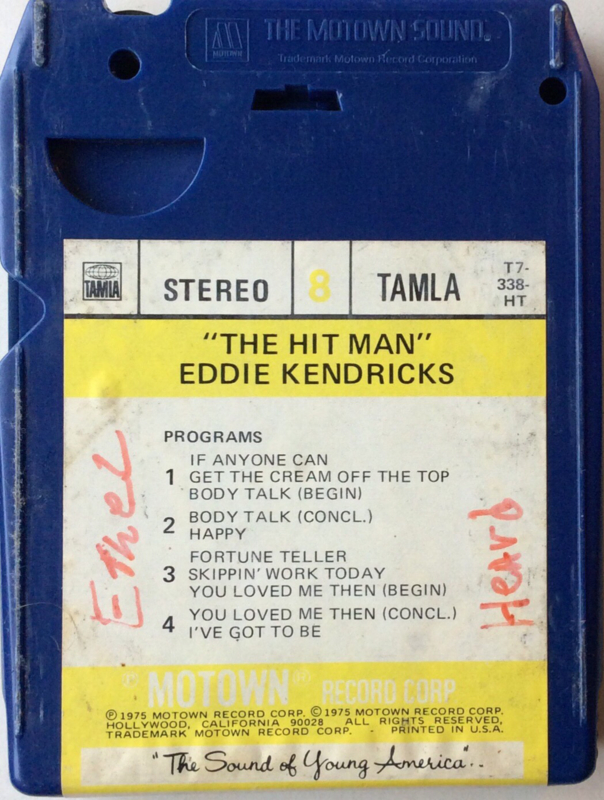 THE MOTOWN SOUND.
MOTOWN
Trademark Motown Record Corporation
TAMLA
STEREO
8
TAMLA
T7-
338-
HT
"THE HIT MAN"
EDDIE KENDRICKS
PROGRAMS
1
IF ANYONE CAN
GET THE CREAM OFF THE TOP
BODY TALK (BEGIN)
2
BODY TALK (CONCL.)
HAPPY
3
FORTUNE TELLER
SKIPPIN' WORK TODAY
YOU LOVED ME THEN (BEGIN)
4
YOU LOVED ME THEN (CONCL.)
I'VE GOT TO BE
Ethel
Heard
"MOTOWN"® RECORD CORP.
℗ 1975 MOTOWN RECORD CORP. © 1975 MOTOWN RECORD CORP.
HOLLYWOOD, CALIFORNIA 90028 ALL RIGHTS RESERVED,
TRADEMARK MOTOWN RECORD CORP. - PRINTED IN U.S.A.
"The Sound of Young America"..